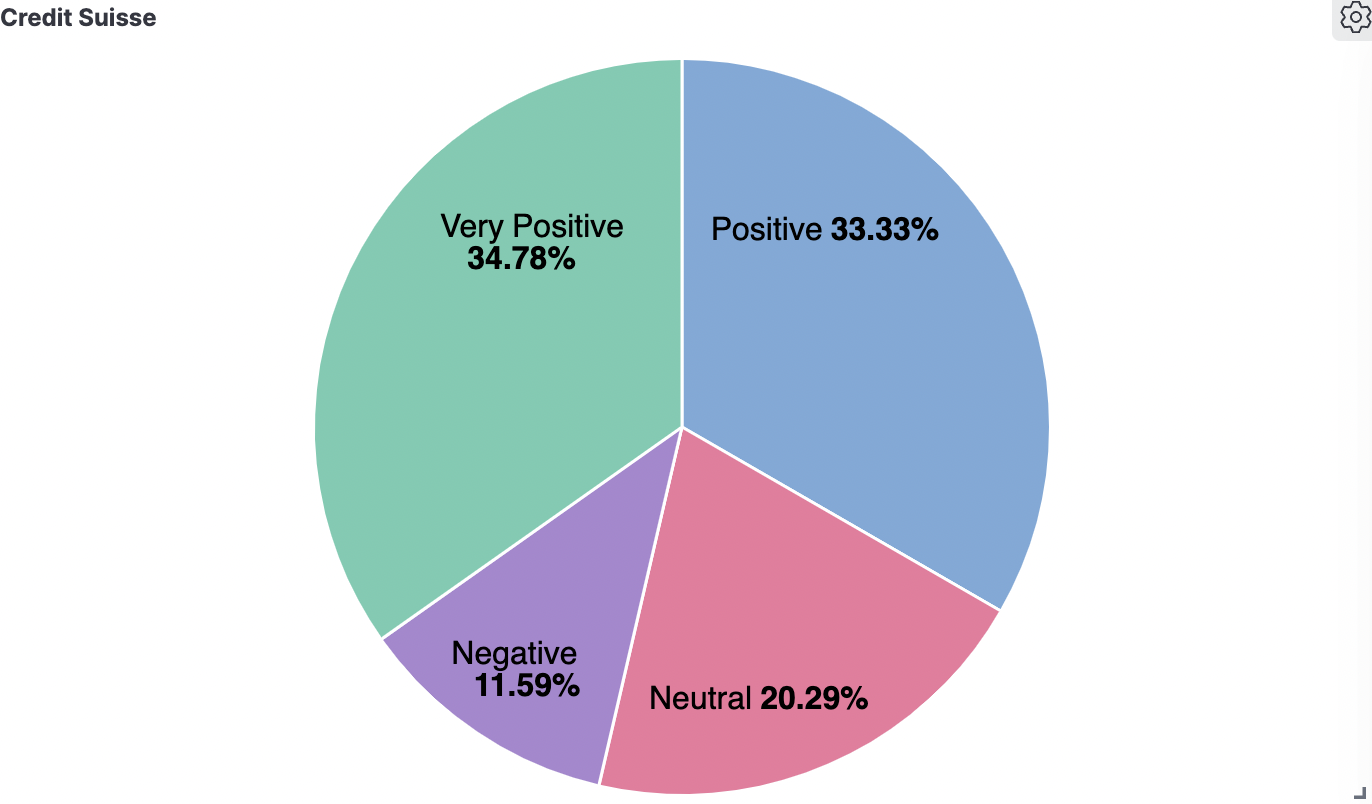 Credit Suisse
Very Positive
34.78%
Positive 33.33%
Negative
11.59%
Neutral 20.29%